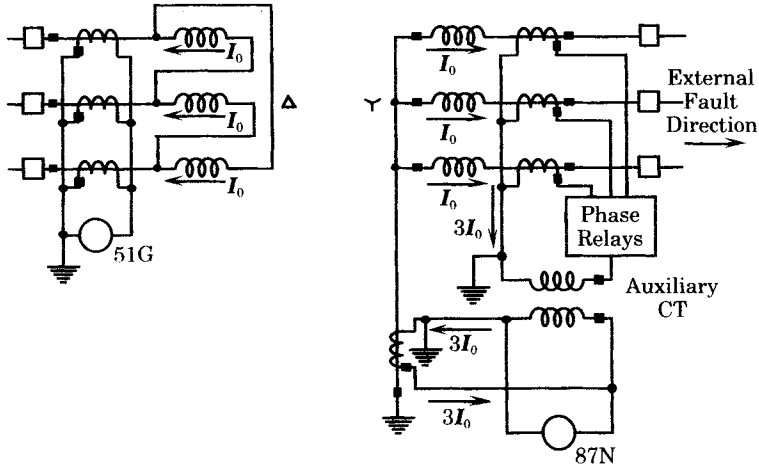 I₀
I₀
I₀
Δ
51G
Y
I₀
I₀
I₀
3I₀
External
Fault
Direction
Phase
Relays
Auxiliary
CT
3I₀
3I₀
87N